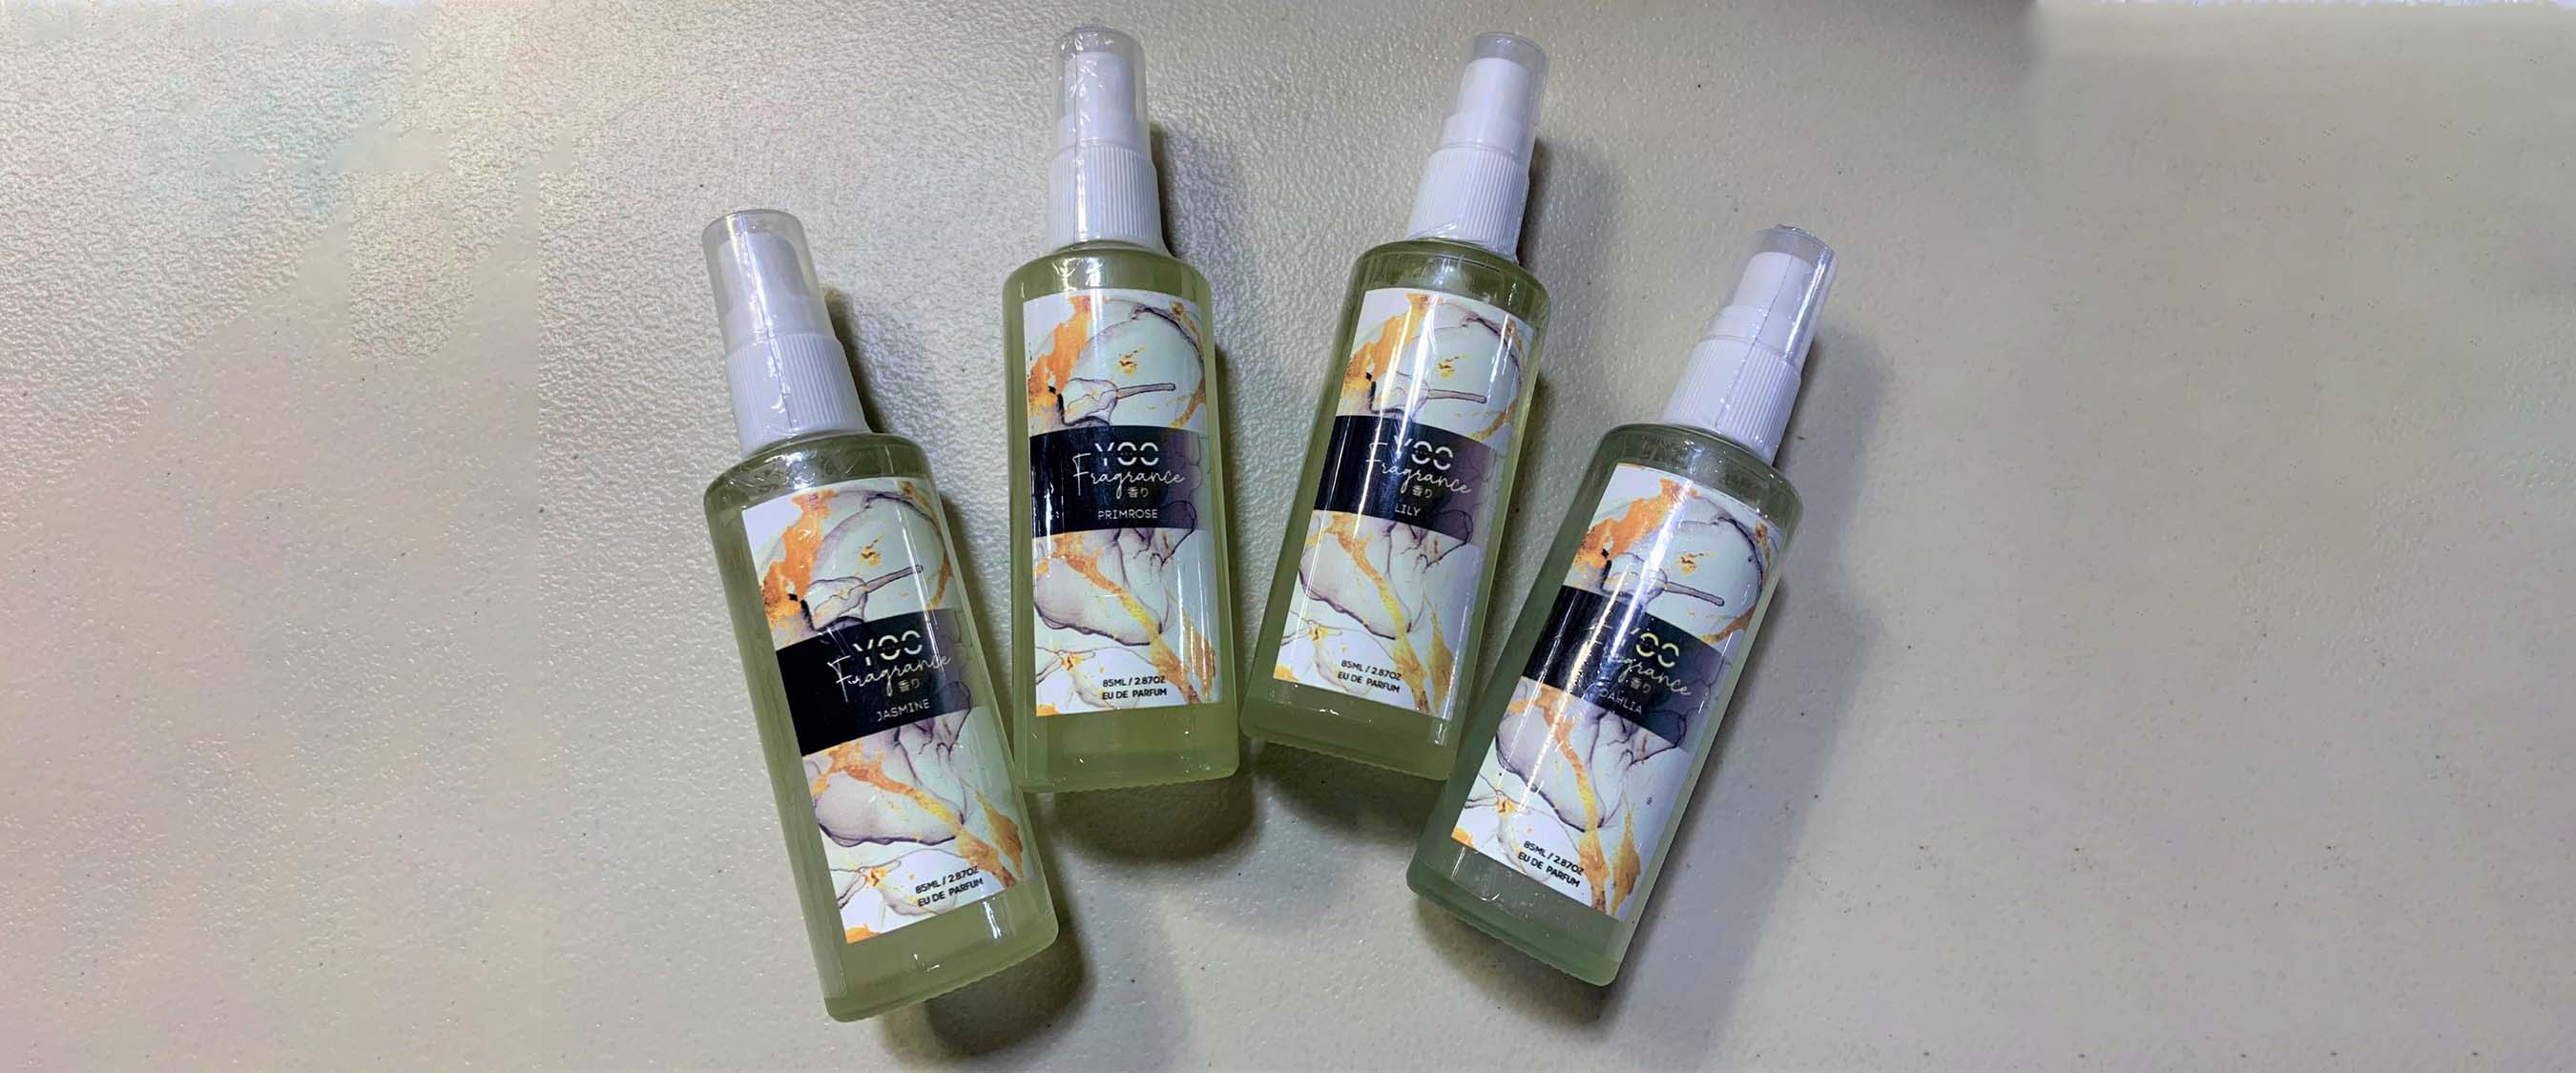 YOO
Fragrance
香り
JASMINE
85ML / 2.87OZ
EU DE PARFUM
YOO
Fragrance
香り
PRIMROSE
85ML / 2.87OZ
EU DE PARFUM
YOO
Fragrance
香り
LILY
85ML / 2.87OZ
EU DE PARFUM
YOO
Fragrance
香り
DAHLIA
85ML / 2.87OZ
EU DE PARFUM